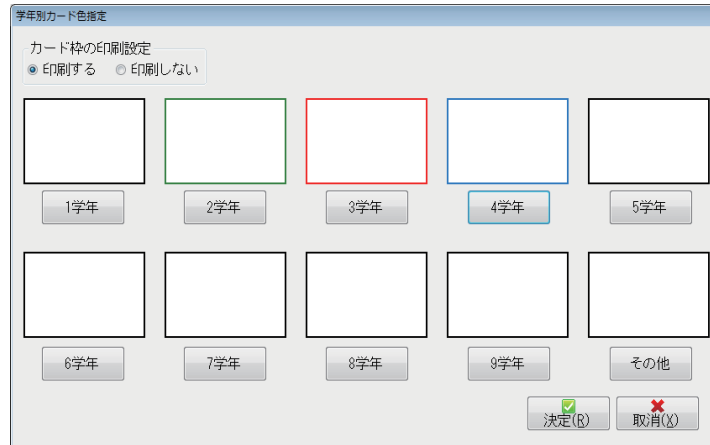 学年別カード色指定
カード枠の印刷設定
印刷する 印刷しない
1学年 2学年 3学年 4学年 5学年
6学年 7学年 8学年 9学年 その他
決定(R) 取消(X)